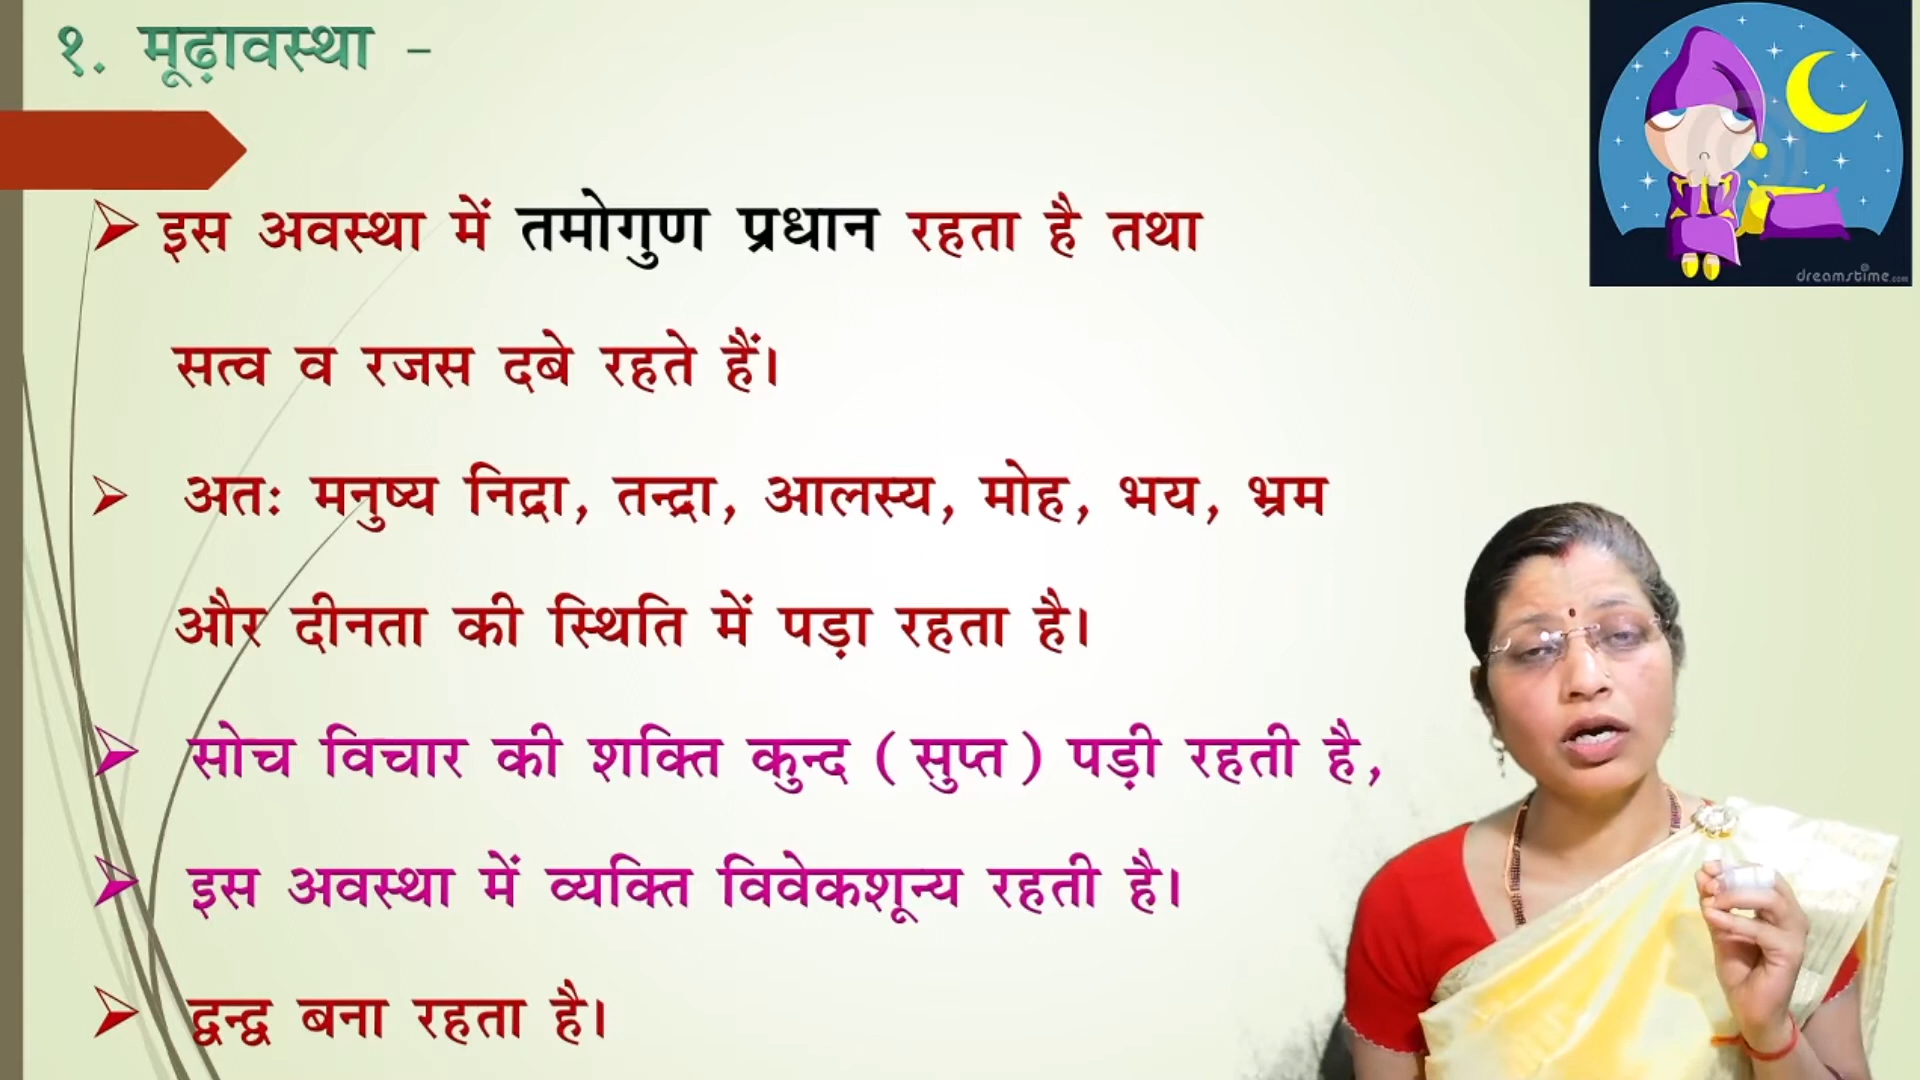 १. मूढ़ावस्था -
इस अवस्था में तमोगुण प्रधान रहता है तथा
सत्व व रजस दबे रहते हैं।
अतः मनुष्य निद्रा, तन्द्रा, आलस्य, मोह, भय, भ्रम
और दीनता की स्थिति में पड़ा रहता है।
सोच विचार की शक्ति कुन्द (सुप्त) पड़ी रहती है,
इस अवस्था में व्यक्ति विवेकशून्य रहती है।
द्वन्द्व बना रहता है।
dreamstime.com